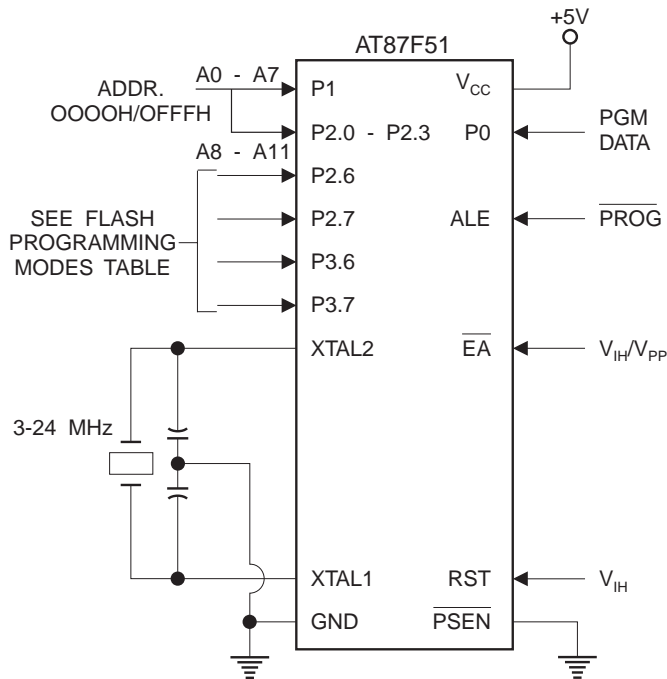 +5V
AT87F51
ADDR.
OOOOH/OFFFH
A0 - A7
P1
VCC
P2.0 - P2.3
P0
PGM
DATA
A8 - A11
P2.6
SEE FLASH
PROGRAMMING
MODES TABLE
P2.7
ALE
PROG
P3.6
P3.7
XTAL2
EA
VIH/VPP
3-24 MHz
XTAL1
RST
VIH
GND
PSEN